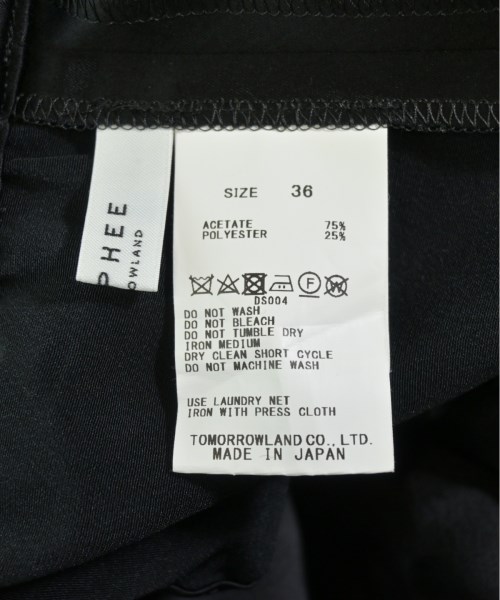 PHEE
OWLAND
SIZE 36
ACETATE 75%
POLYESTER 25%
F W
DS004
DO NOT WASH
DO NOT BLEACH
DO NOT TUMBLE DRY
IRON MEDIUM
DRY CLEAN SHORT CYCLE
DO NOT MACHINE WASH
USE LAUNDRY NET
IRON WITH PRESS CLOTH
TOMORROWLAND CO., LTD.
MADE IN JAPAN